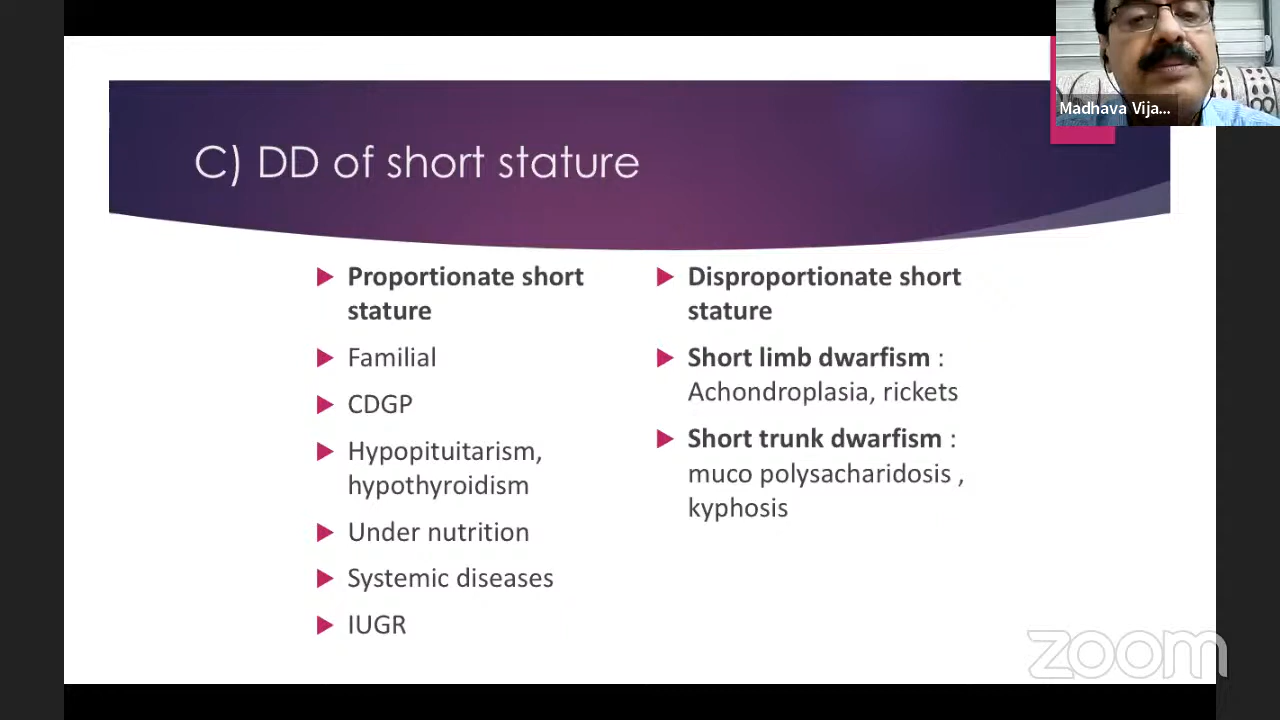 Madhava Vija...
C) DD of short stature
Proportionate short
stature
Familial
CDGP
Hypopituitarism,
hypothyroidism
Under nutrition
Systemic diseases
IUGR
Disproportionate short
stature
Short limb dwarfism :
Achondroplasia, rickets
Short trunk dwarfism :
muco polysacharidosis ,
kyphosis
zoom